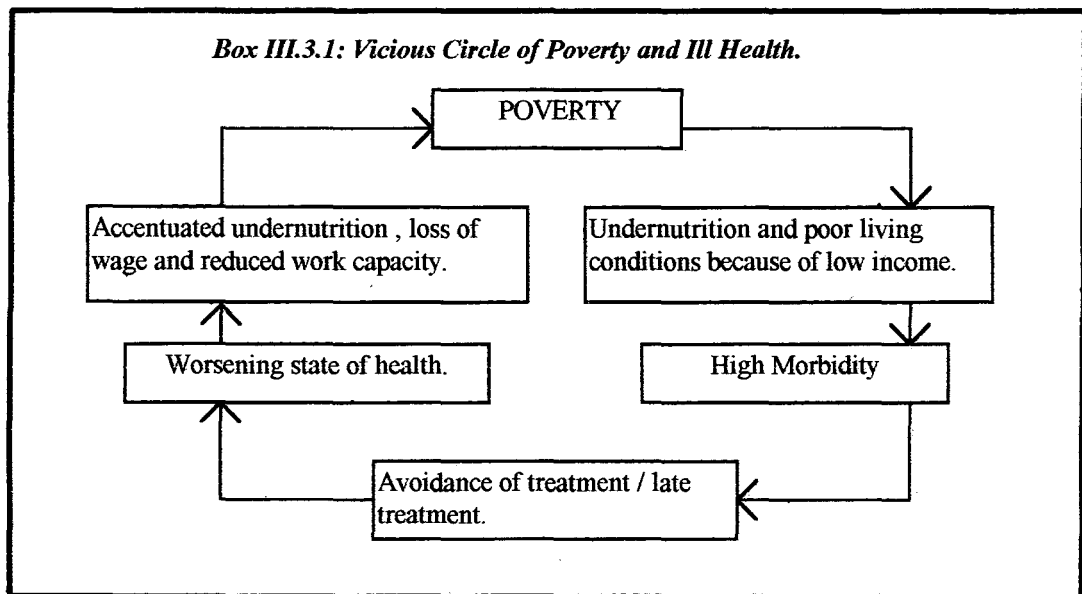 Box III.3.1: Vicious Circle of Poverty and Ill Health.
POVERTY
Undernutrition and poor living
conditions because of low income.
High Morbidity
Avoidance of treatment / late
treatment.
Worsening state of health.
Accentuated undernutrition , loss of
wage and reduced work capacity.